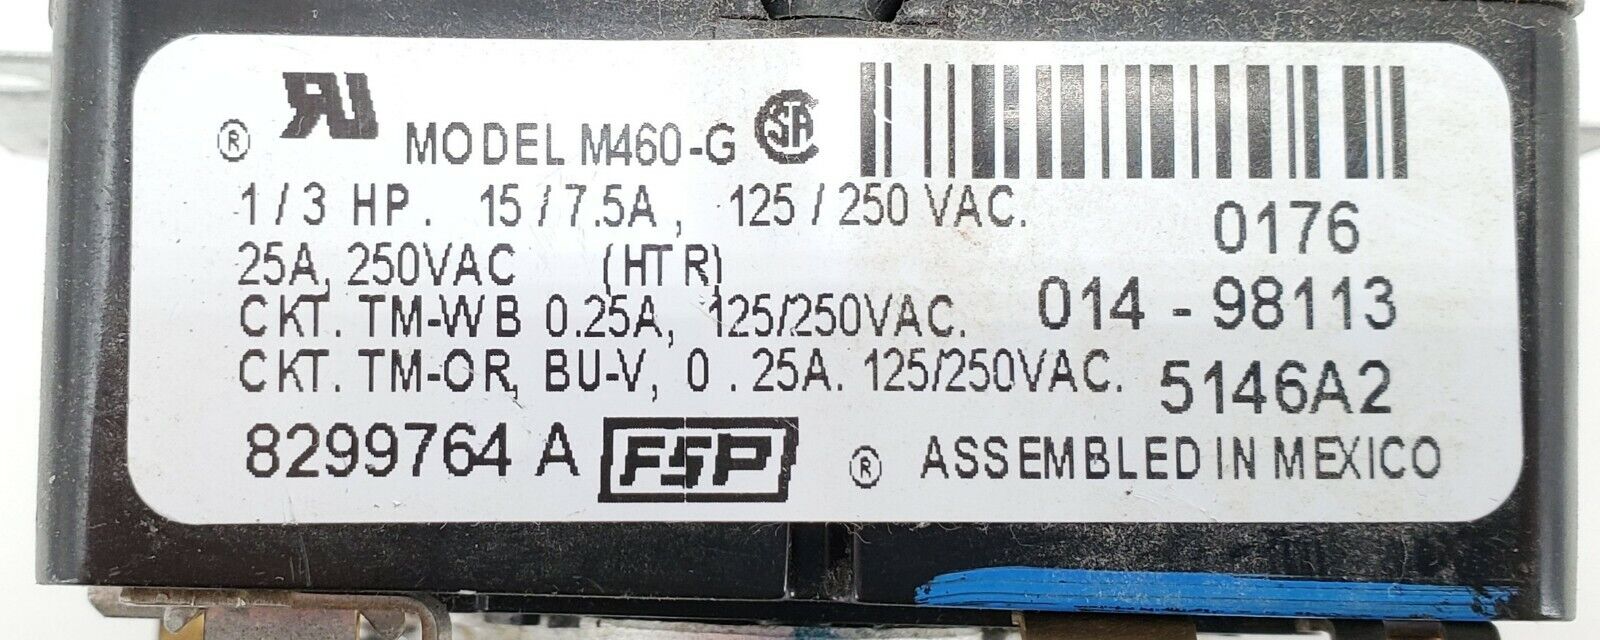 ® RU MODEL M460-G SA
1/3 HP. 15/7.5A, 125/250 VAC.
0176
25A, 250VAC (HTR)
CKT. TM-WB 0.25A, 125/250VAC.
014-98113
CKT. TM-OR, BU-V, 0.25A. 125/250VAC.
5146A2
8299764 A FSP ® ASSEMBLED IN MEXICO